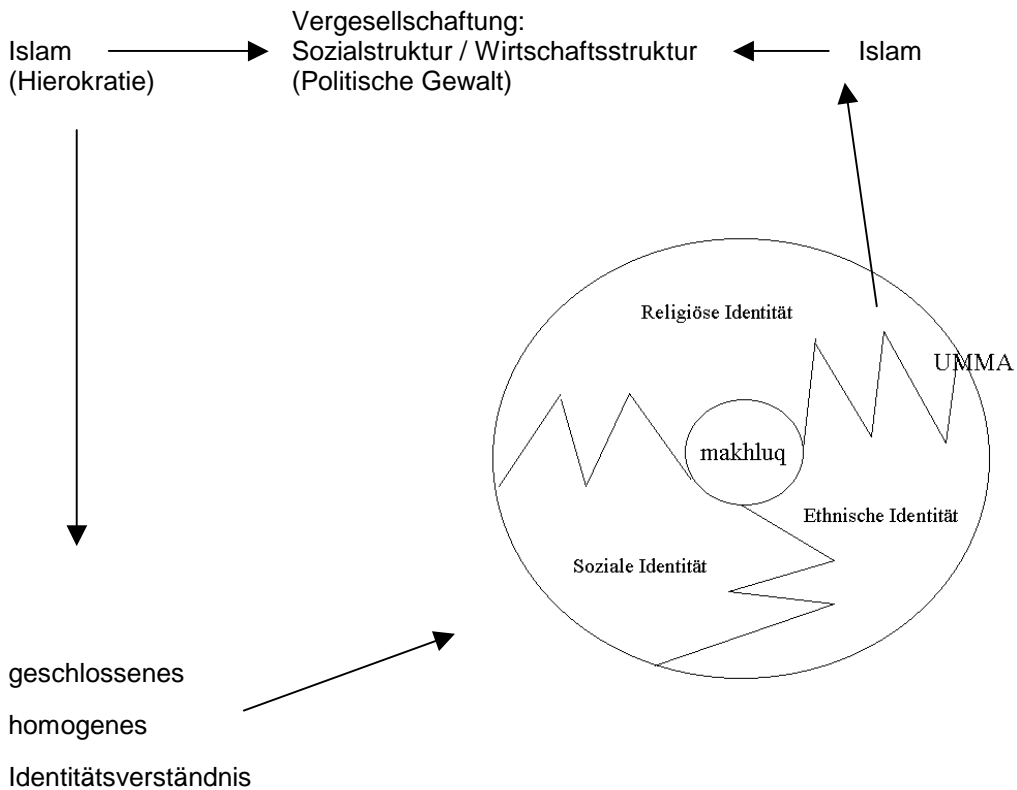 Vergesellschaftung:
Islam Sozialstruktur / Wirtschaftsstruktur Islam
(Hierokratie) (Politische Gewalt)
Religiöse Identität
UMMA
makhluq
Ethnische Identität
Soziale Identität
geschlossenes
homogenes
Identitätsverständnis